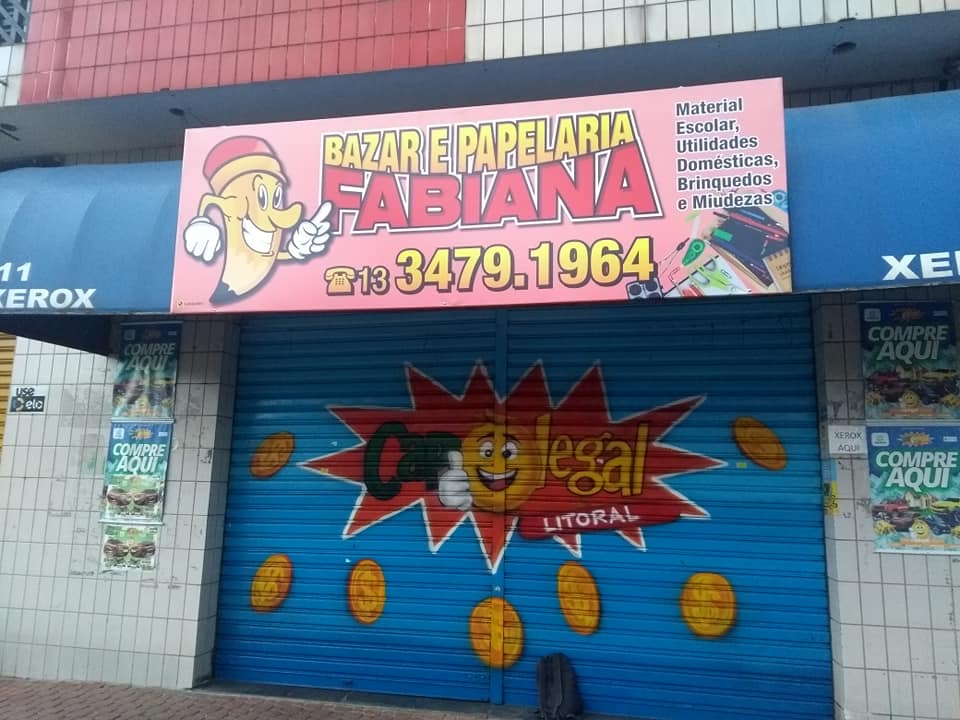 BAZAR E PAPELARIA
FABIANA
13 3479.1964
Material
Escolar,
Utilidades
Domésticas,
Brinquedos
e Miudezas
11
XEROX
XE
COMPRE
AQUI
COMPRE
AQUI
use
elo
Cap legal
LITORAL
COMPRE
AQUI
XEROX
AQUI
COMPRE
AQUI